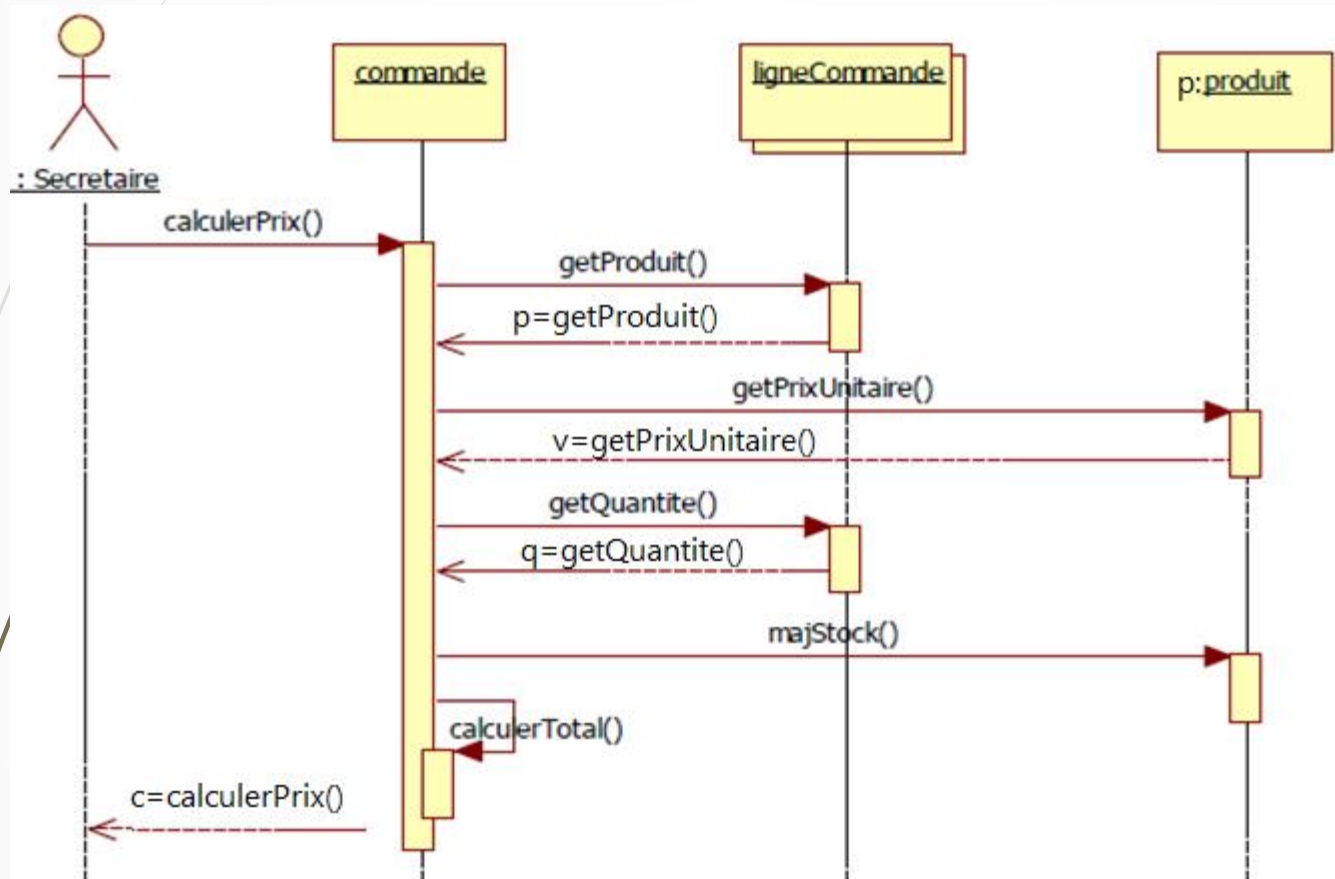 commande
ligneCommande
p:produit
: Secretaire
calculerPrix()
getProduit()
p=getProduit()
getPrixUnitaire()
v=getPrixUnitaire()
getQuantite()
q=getQuantite()
majStock()
calculerTotal()
c=calculerPrix()